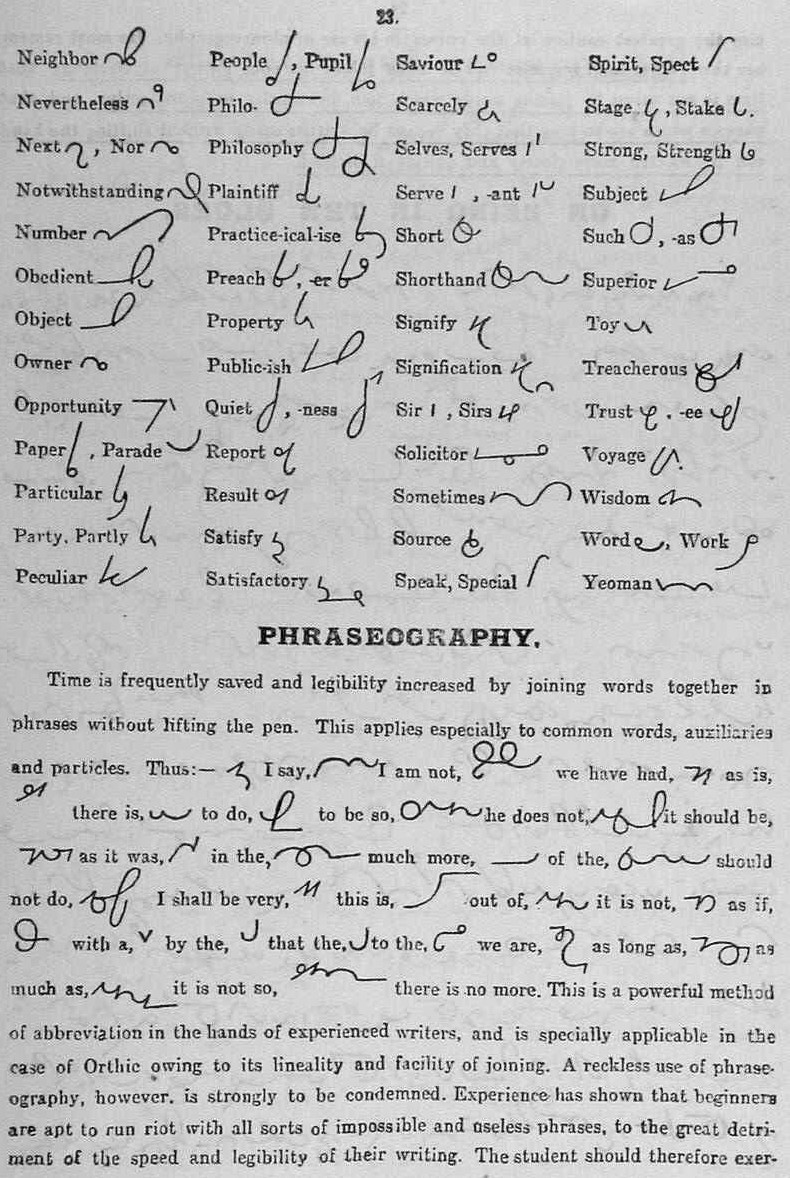 23.
Neighbor People , Pupil Saviour Spirit, Spect
Nevertheless Philo- Scarcely Stage , Stake .
Next , Nor Philosophy Selves, Serves Strong, Strength
Notwithstanding Plaintiff Serve , -ant Subject
Number Practice-ical-ise Short Such , -as
Obedient Preach , -er Shorthand Superior
Object Property Signify Toy
Owner Public-ish Signification Treacherous
Opportunity Quiet , -ness Sir , Sirs Trust , -ee
Paper , Parade Report Solicitor Voyage
Particular Result Sometimes Wisdom
Party, Partly Satisfy Source Word , Work
Peculiar Satisfactory Speak, Special Yeoman
PHRASEOGRAPHY.
Time is frequently saved and legibility increased by joining words together in
phrases without lifting the pen. This applies especially to common words, auxiliaries
and particles. Thus:— I say, I am not, we have had, as is,
there is, to do, to be so, he does not, it should be,
as it was, in the, much more, of the, should
not do, I shall be very, this is, out of, it is not, as if,
with a, by the, that the, to the, we are, as long as, as
much as, it is not so, there is no more. This is a powerful method
of abbreviation in the hands of experienced writers, and is specially applicable in the
case of Orthic owing to its lineality and facility of joining. A reckless use of phrase-
ography, however. is strongly to be condemned. Experience has shown that beginners
are apt to run riot with all sorts of impossible and useless phrases, to the great detri-
ment of the speed and legibility of their writing. The student should therefore exer-